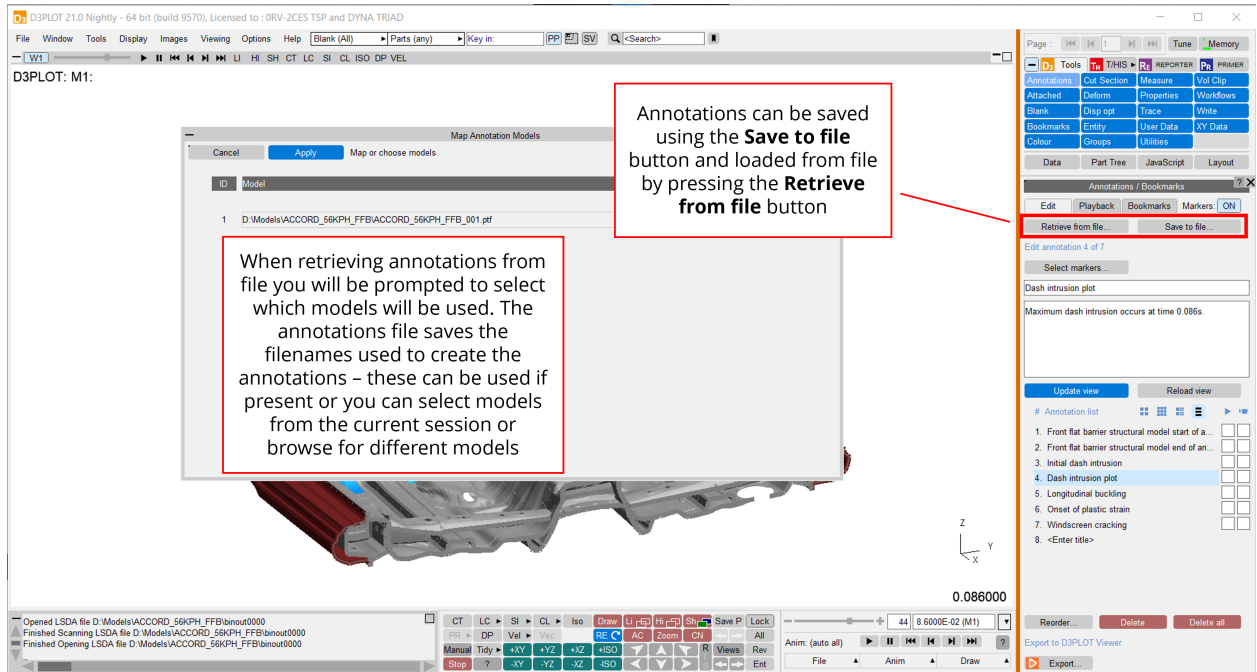 D3PLOT 21.0 Nightly - 64 bit (build 9570), Licensed to : 0RV-2CES TSP and DYNA TRIAD
File Window Tools Display Images Viewing Options Help Blank (All) Parts (any) Key in: PP SV <Search>
W1 LI HI SH CT LC SI CL ISO DP VEL
D3PLOT: M1:
Map Annotation Models
Cancel Apply Map or choose models
ID Model
1 D:\Models\ACCORD_56KPH_FFB\ACCORD_56KPH_FFB_001.ptf
Annotations can be saved
using the Save to file
button and loaded from file
by pressing the Retrieve
from file button
When retrieving annotations from
file you will be prompted to select
which models will be used. The
annotations file saves the
filenames used to create the
annotations – these can be used if
present or you can select models
from the current session or
browse for different models
Z
Y
X
0.086000
Page : 1 Tune Memory
D3 Tools TH T/HIS RE REPORTER PR PRIMER
Annotations Cut Section Measure Vol Clip
Attached Deform Properties Workflows
Blank Disp opt Trace Write
Bookmarks Entity User Data XY Data
Colour Groups Utilities
Data Part Tree JavaScript Layout
Annotations / Bookmarks ? X
Edit Playback Bookmarks Markers: ON
Retrieve from file... Save to file...
Edit annotation 4 of 7
Select markers...
Dash intrusion plot
Maximum dash intrusion occurs at time 0.086s.
Update view Reload view
# Annotation list
1. Front flat barrier structural model start of a...
2. Front flat barrier structural model end of an...
3. Initial dash intrusion
4. Dash intrusion plot
5. Longitudinal buckling
6. Onset of plastic strain
7. Windscreen cracking
8. <Enter title>
Reorder... Delete Delete all
Export to D3PLOT Viewer
Export...
Opened LSDA file D:\Models\ACCORD_56KPH_FFB\binout0000
Finished Scanning LSDA file D:\Models\ACCORD_56KPH_FFB\binout0000
Finished Opening LSDA file D:\Models\ACCORD_56KPH_FFB\binout0000
CT LC SI CL Iso Draw Li Hi Sh Save P Lock
PR DP Vel Vec RE AC Zoom CN All
Manual Tidy +XY +YZ +XZ +ISO R Views Rev
Stop ? -XY -YZ -XZ -ISO S Ent
44 8.6000E-02 (M1)
Anim: (auto all) ?
File Anim Draw